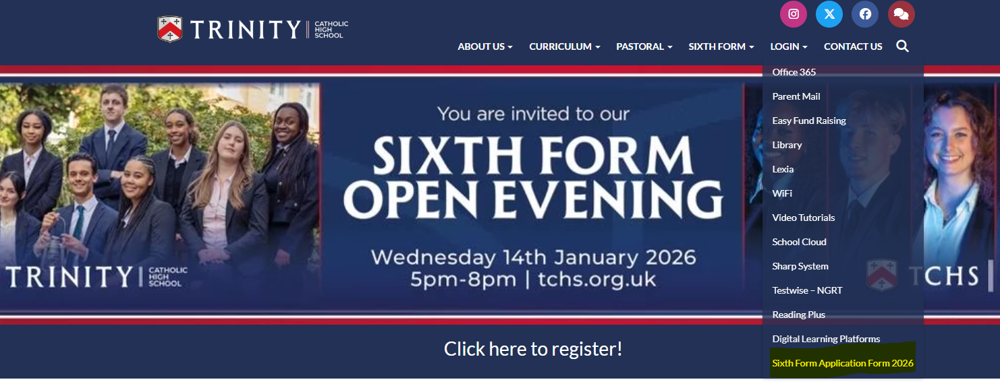 TRINITY
CATHOLIC
HIGH
SCHOOL
ABOUT US
CURRICULUM
PASTORAL
SIXTH FORM
LOGIN
CONTACT US
You are invited to our
SIXTH FORM
OPEN EVENING
Wednesday 14th January 2026
5pm-8pm | tchs.org.uk
TRINITY
CATHOLIC
HIGH
SCHOOL
Office 365
Parent Mail
Easy Fund Raising
Library
Lexia
WiFi
Video Tutorials
School Cloud
Sharp System
Testwise – NGRT
Reading Plus
Digital Learning Platforms
Sixth Form Application Form 2026
TCHS
Click here to register!